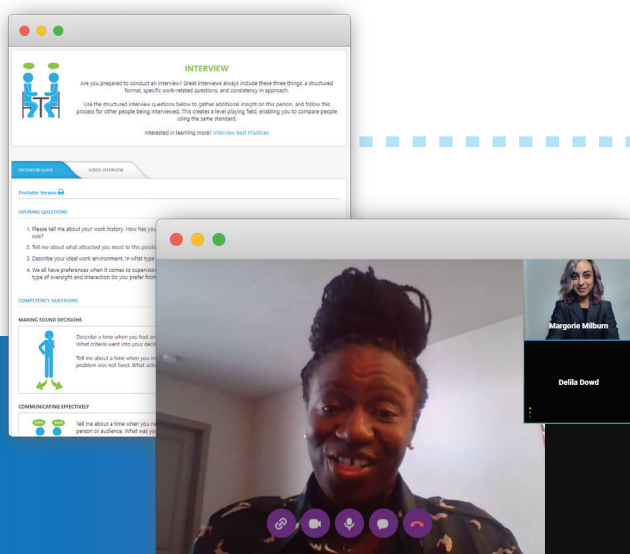 INTERVIEW
Are you prepared to conduct an interview? Great interviews always include these three things: a structured
format, specific work-related questions, and consistency in approach.
Use the structured interview questions below to gather additional insight on this person, and follow this
process for other people being interviewed. This creates a level playing field, enabling you to compare people
using the same standard.
Interested in learning more? Interview Best Practices
INTERVIEW GUIDE VIDEO INTERVIEW
Printable Version
OPENING QUESTIONS
1. Please tell me about your work history. How has you
role?
2. Tell me about what attracted you most to this positi
3. Describe your ideal work environment. In what type
4. We all have preferences when it comes to superviso
type of oversight and interaction do you prefer from
COMPETENCY QUESTIONS
MAKING SOUND DECISIONS
Describe a time when you had
What criteria went into your deci
Tell me about a time when you
problem was not fixed. What acti
COMMUNICATING EFFECTIVELY
Tell me about a time when you
person or audience. What was yo
Margorie Milburn
Delila Dowd